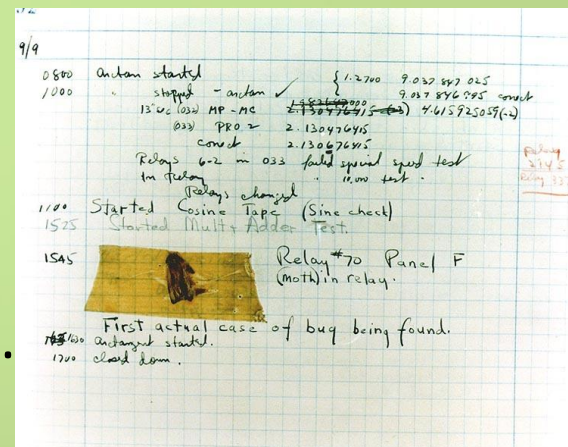 9/9
0800 Antan started
1000 " stopped - antan ✓ { 1.2700 9.037 847 025
9.037 846 995 conect
13" uc (032) MP - MC 2.130476415 4.615925059(-2)
(033) PRO 2 2.130476415
conect 2.130676415
Relays 6-2 in 033 failed special speed test
in relay " 10.000 test .
Relays changed
1100 Started Cosine Tape (Sine check)
1525 Started Mult + Adder Test.
1545 Relay #70 Panel F
(moth) in relay.
First actual case of bug being found.
1630 antangent started.
1700 closed down .